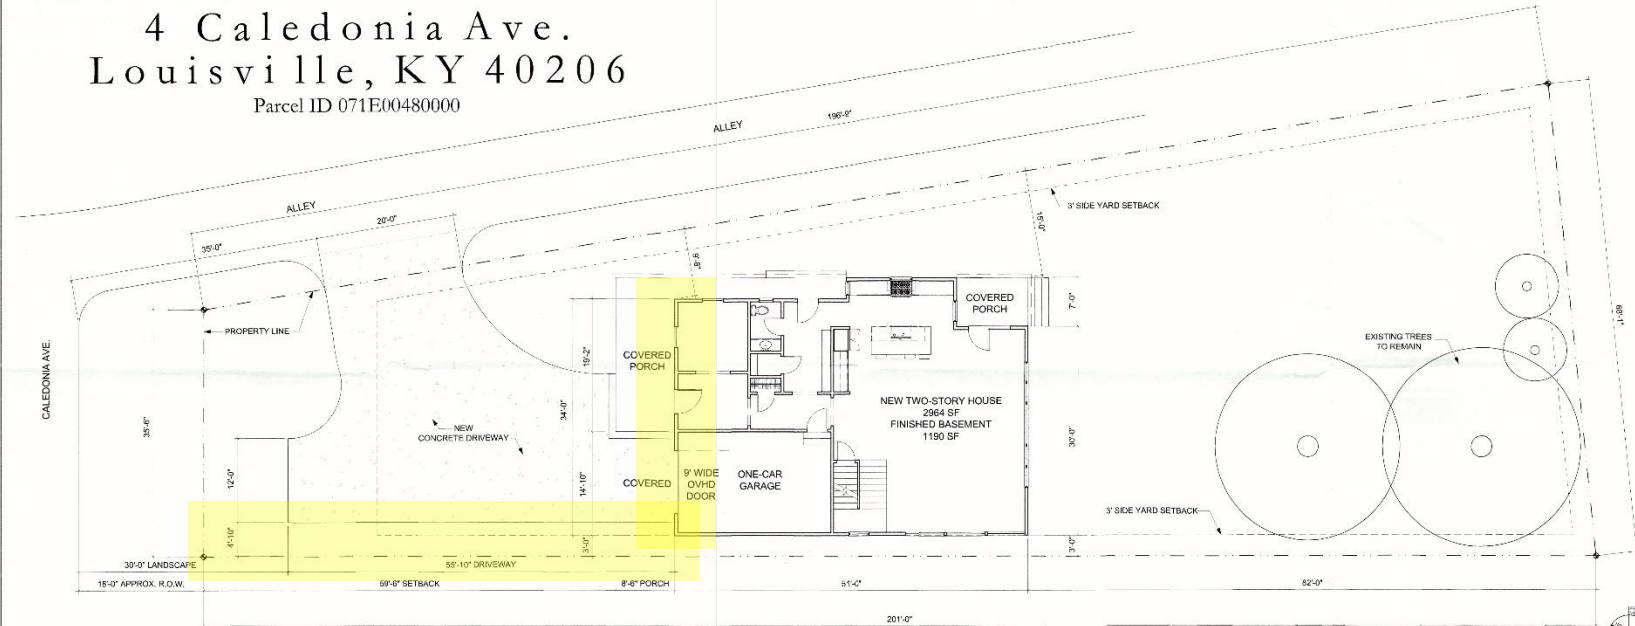 4 Caledonia Ave.
Louisville, KY 40206
Parcel ID 071E00480000
ALLEY
196'-9"
ALLEY
20'-0"
35'-0"
3' SIDE YARD SETBACK
15'-0"
9'-8"
PROPERTY LINE
COVERED
PORCH
7'-0"
CALEDONIA AVE.
EXISTING TREES
TO REMAIN
COVERED
PORCH
19'-2"
34'-0"
35'-6"
NEW
CONCRETE DRIVEWAY
NEW TWO-STORY HOUSE
2964 SF
FINISHED BASEMENT
1190 SF
30'-0"
12'-0"
14'-10"
COVERED
9' WIDE
OVHD
DOOR
ONE-CAR
GARAGE
3' SIDE YARD SETBACK
4'-10"
3'-0"
3'-0"
30'-0" LANDSCAPE
55'-10" DRIVEWAY
59'-6" SETBACK
8'-6" PORCH
82'-0"
201'-0"